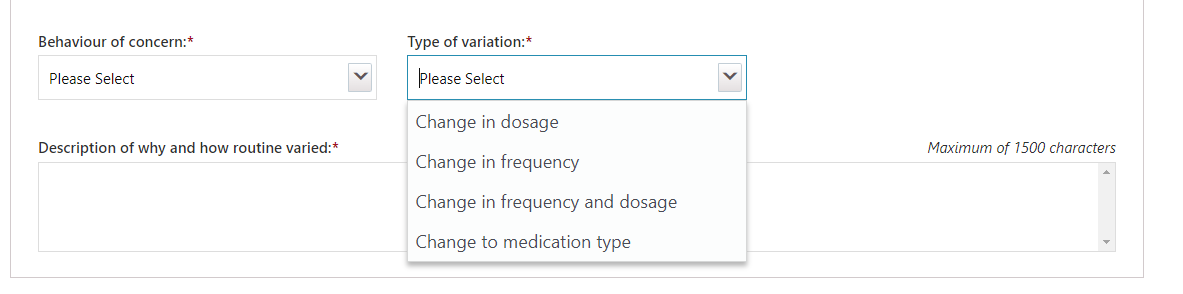 Behaviour of concern:* Type of variation:*
Please Select Please Select
Change in dosage
Description of why and how routine varied:* Maximum of 1500 characters
Change in frequency
Change in frequency and dosage
Change to medication type